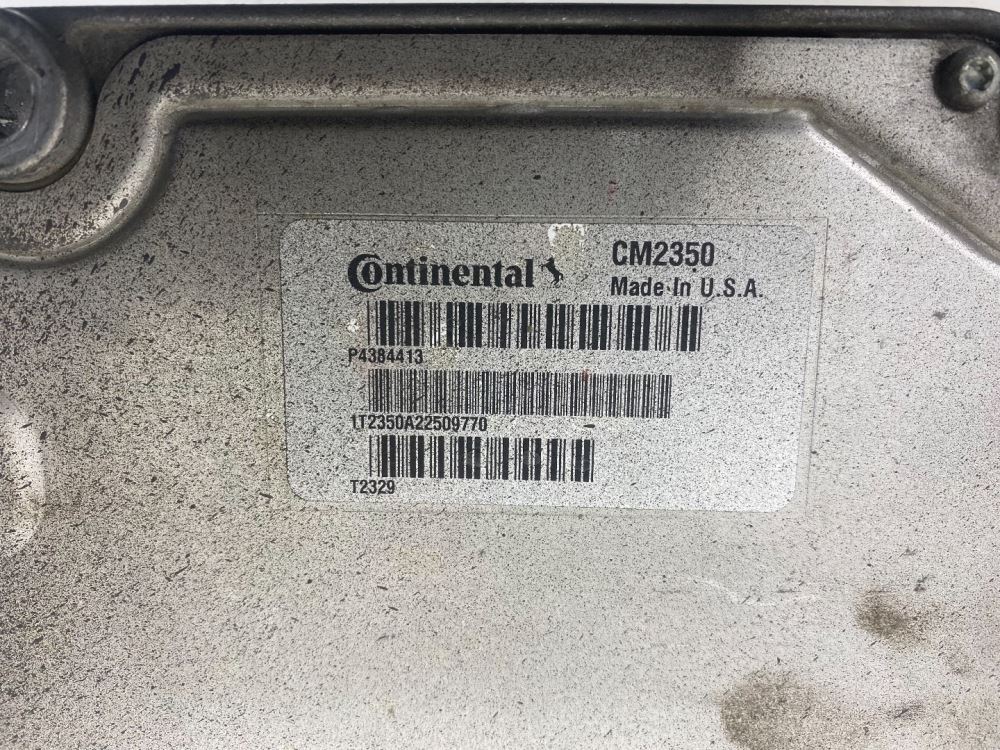 Continental
CM2350
Made In U.S.A.
P4384413
1T2350A22509770
T2329